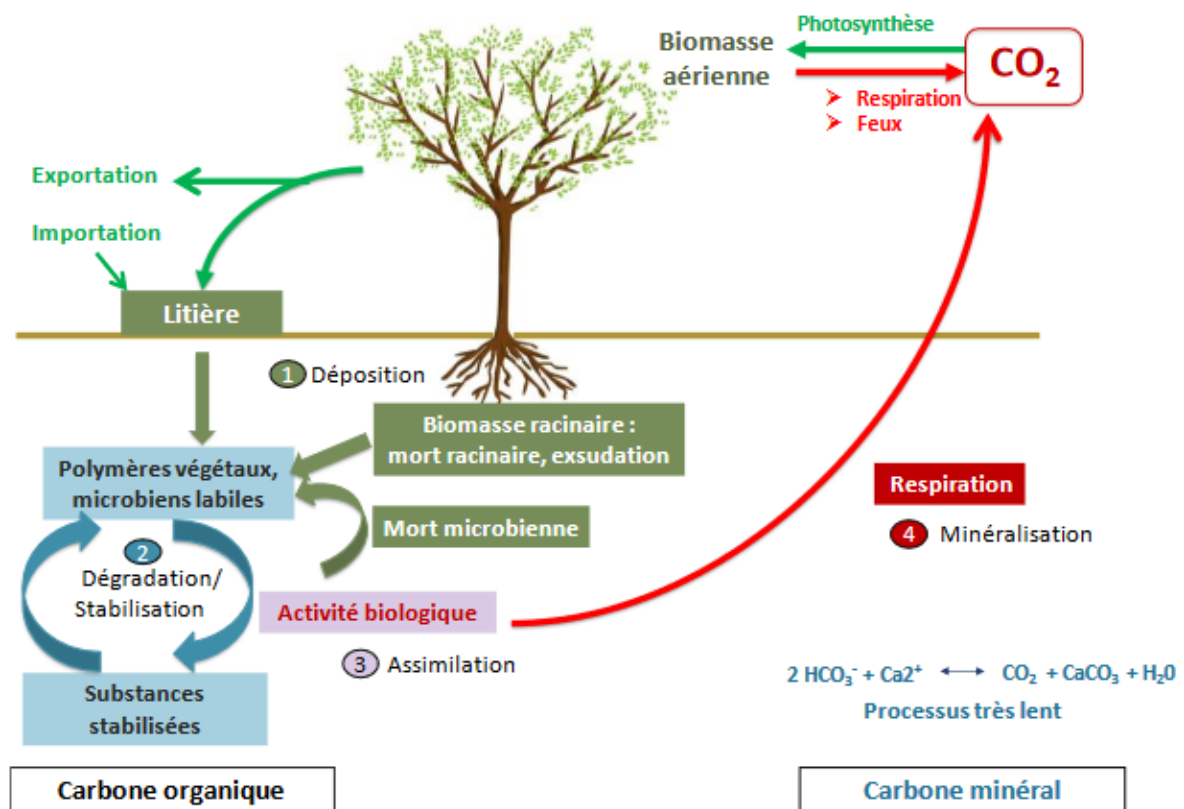 Photosynthèse
Biomasse
aérienne
CO₂
➤ Respiration
➤ Feux
Exportation
Importation
Litière
1 Déposition
Biomasse racinaire :
mort racinaire, exsudation
Polymères végétaux,
microbiens labiles
Respiration
Mort microbienne
4 Minéralisation
2
Dégradation/
Stabilisation
Activité biologique
3 Assimilation
2 HCO₃⁻ + Ca2⁺ ⟷ CO₂ + CaCO₃ + H₂0
Processus très lent
Substances
stabilisées
Carbone organique
Carbone minéral